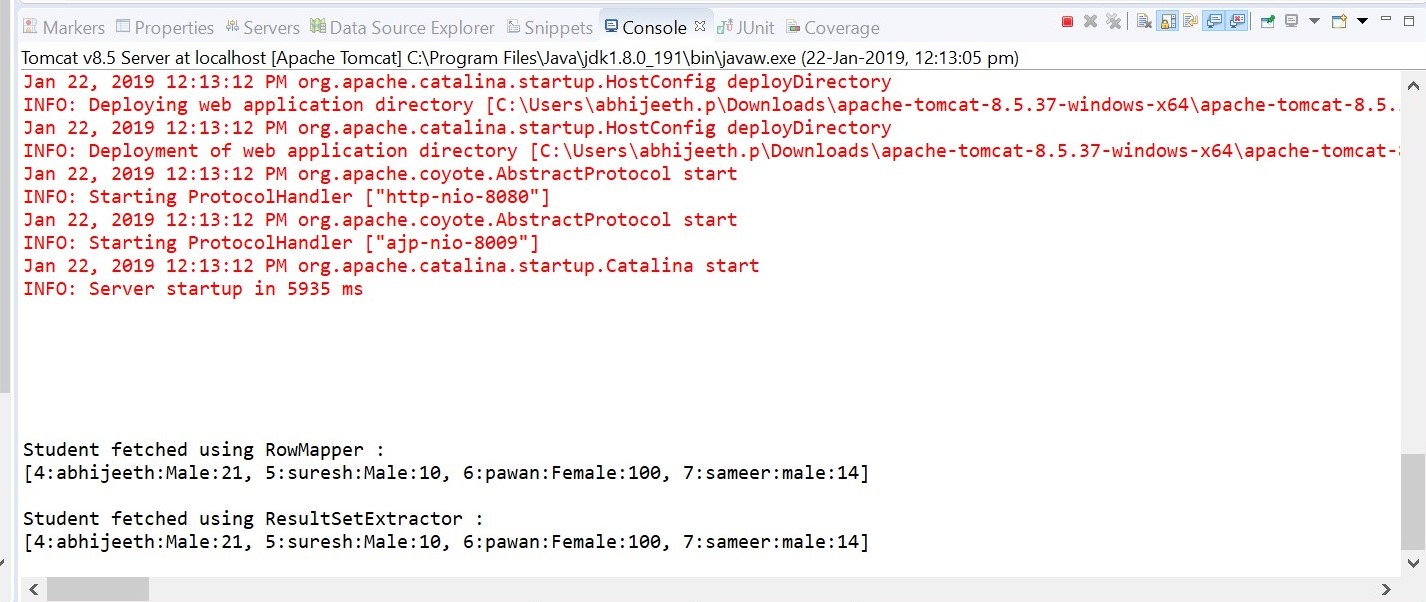 Markers Properties Servers Data Source Explorer Snippets Console JUnit Coverage
Tomcat v8.5 Server at localhost [Apache Tomcat] C:\Program Files\Java\jdk1.8.0_191\bin\javaw.exe (22-Jan-2019, 12:13:05 pm)
Jan 22, 2019 12:13:12 PM org.apache.catalina.startup.HostConfig deployDirectory
INFO: Deploying web application directory [C:\Users\abhijeeth.p\Downloads\apache-tomcat-8.5.37-windows-x64\apache-tomcat-8.5.
Jan 22, 2019 12:13:12 PM org.apache.catalina.startup.HostConfig deployDirectory
INFO: Deployment of web application directory [C:\Users\abhijeeth.p\Downloads\apache-tomcat-8.5.37-windows-x64\apache-tomcat-
Jan 22, 2019 12:13:12 PM org.apache.coyote.AbstractProtocol start
INFO: Starting ProtocolHandler ["http-nio-8080"]
Jan 22, 2019 12:13:12 PM org.apache.coyote.AbstractProtocol start
INFO: Starting ProtocolHandler ["ajp-nio-8009"]
Jan 22, 2019 12:13:12 PM org.apache.catalina.startup.Catalina start
INFO: Server startup in 5935 ms
Student fetched using RowMapper :
[4:abhijeeth:Male:21, 5:suresh:Male:10, 6:pawan:Female:100, 7:sameer:male:14]
Student fetched using ResultSetExtractor :
[4:abhijeeth:Male:21, 5:suresh:Male:10, 6:pawan:Female:100, 7:sameer:male:14]